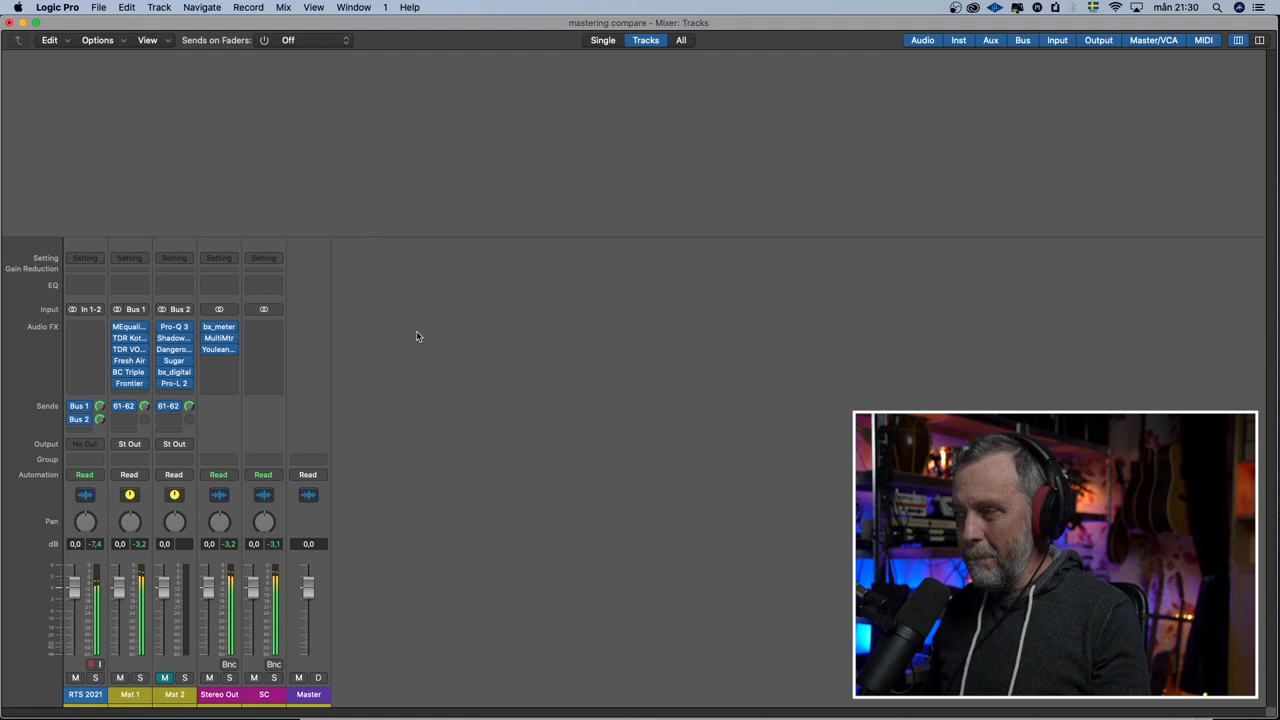 Logic Pro File Edit Track Navigate Record Mix View Window 1 Help mån 21:30
mastering compare - Mixer: Tracks
Edit Options View Sends on Faders: Off Single Tracks All Audio Inst Aux Bus Input Output Master/VCA MIDI
Setting Setting Setting Setting Setting Setting
Gain Reduction
EQ
Input In 1-2 Bus 1 Bus 2
Audio FX MEquali... Pro-Q 3 bx_meter
TDR Kot... Shadow... MultiMtr
TDR VO... Dangero... Youlean...
Fresh Air Sugar
BC Triple bx_digital
Frontier Pro-L 2
Sends Bus 1 61-62 61-62
Bus 2
Output No Out St Out St Out
Group
Automation Read Read Read Read Read Read
Pan
dB 0,0 -7,4 0,0 -3,2 0,0 0,0 -3,2 0,0 -3,1 0,0
I Bnc Bnc
M S M S M S M S M S M D
RTS 2021 Mst 1 Mst 2 Stereo Out SC Master